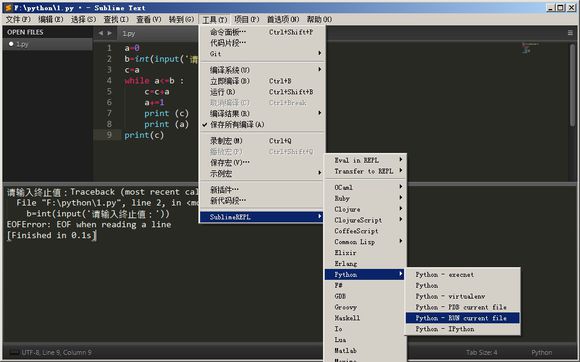 F:\python\1.py • - Sublime Text
文件(F) 编辑(E) 选择(S) 查找(I) 查看(V) 转到(G) 工具(T) 项目(P) 首选项(N) 帮助(H)
OPEN FILES
1.py
1.py
1 a=0
2 b=int(input('请
3 c=a
4 while a<=b :
5 c=c+a
6 a+=1
7 print (c)
8 print (a)
9 print(c)
命令面板… Ctrl+Shift+P
代码片段…
Git
编译系统(U)
立即编译(B) Ctrl+B
运行(R) Ctrl+Shift+B
取消编译(C) Ctrl+Break
编译结果(R)
保存所有编译(A)
录制宏(M) Ctrl+Q
Ctrl+Shift+Q
保存宏(V)…
示例宏
新插件…
新代码段…
SublimeREPL
Eval in REPL
Transfer to REPL
OCaml
Ruby
Clojure
ClojureScript
CoffeeScript
Common Lisp
Elixir
Erlang
Python
F#
GDB
Groovy
Haskell
Io
Lua
Matlab
Python - execnet
Python
Python - virtualenv
Python - PDB current file
Python - RUN current file
Python - IPython
请输入终止值：Traceback (most recent cal
File "F:\python\1.py", line 2, in <mo
b=int(input('请输入终止值：'))
EOFError: EOF when reading a line
[Finished in 0.1s]
UTF-8, Line 9, Column 9
Tab Size: 4
Python